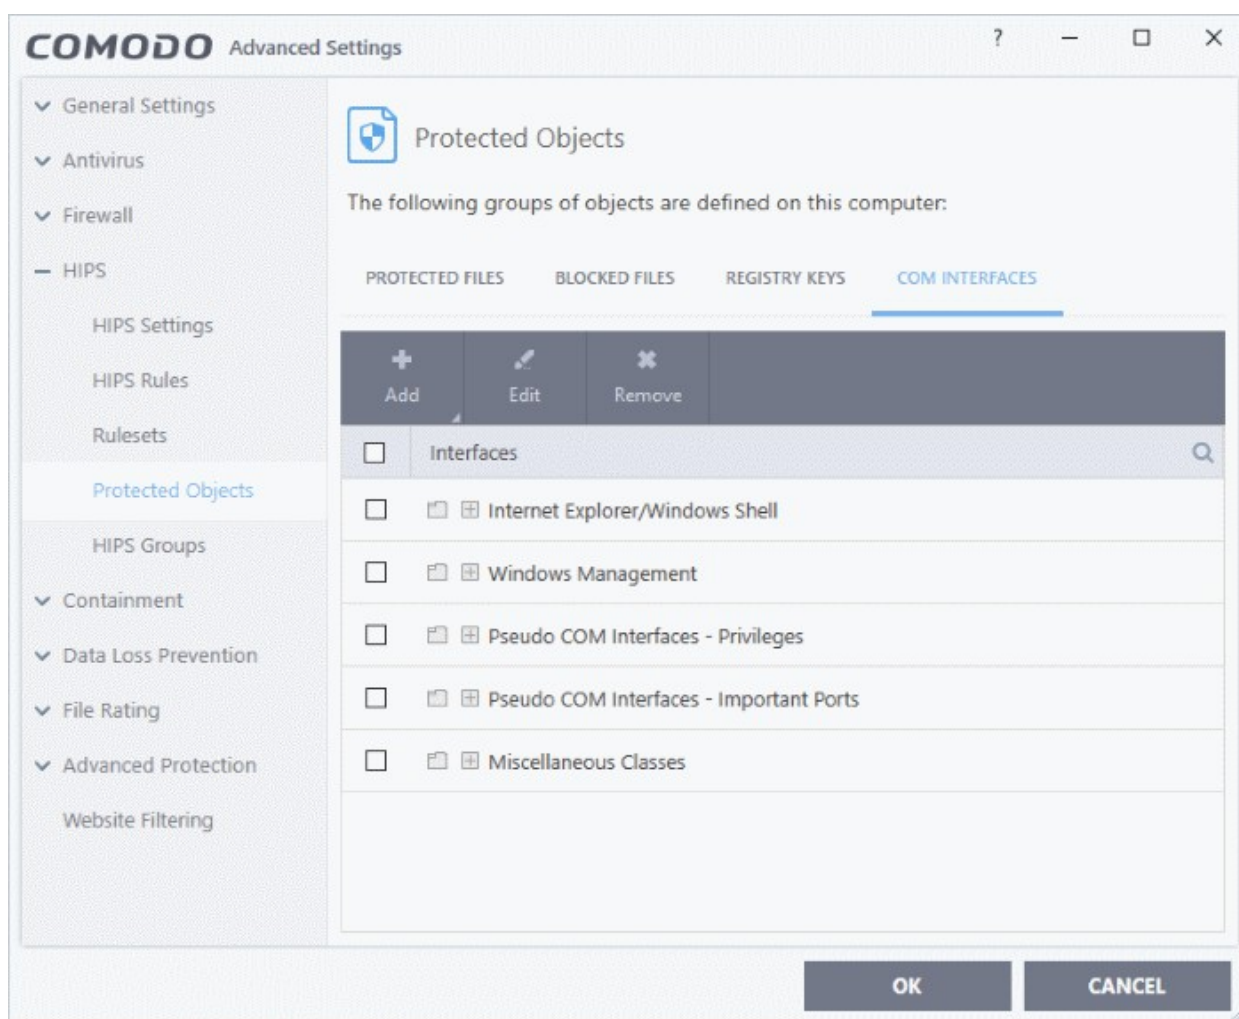 COMODO Advanced Settings ?
General Settings
Antivirus
Firewall
HIPS
HIPS Settings
HIPS Rules
Rulesets
Protected Objects
HIPS Groups
Containment
Data Loss Prevention
File Rating
Advanced Protection
Website Filtering
Protected Objects
The following groups of objects are defined on this computer:
PROTECTED FILES BLOCKED FILES REGISTRY KEYS COM INTERFACES
Add Edit Remove
Interfaces
Internet Explorer/Windows Shell
Windows Management
Pseudo COM Interfaces - Privileges
Pseudo COM Interfaces - Important Ports
Miscellaneous Classes
OK CANCEL